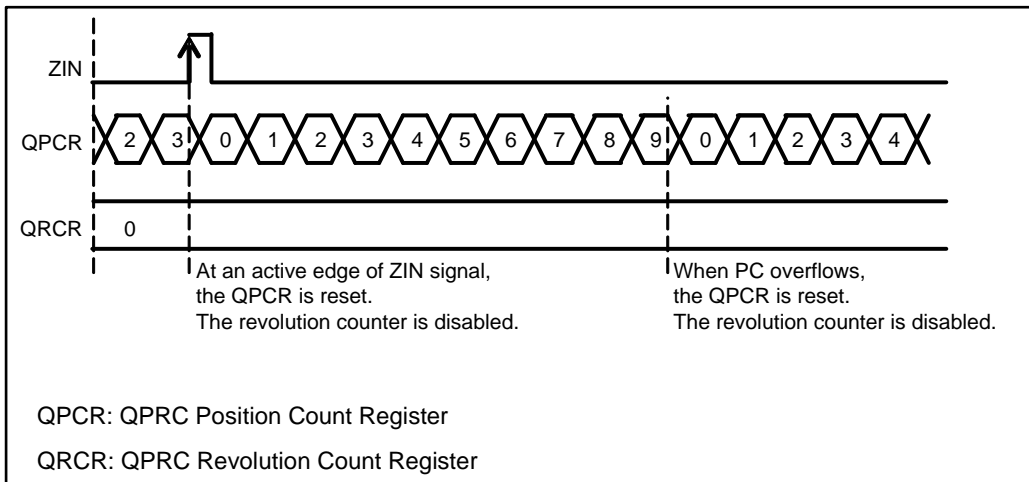 ZIN
QPCR 2 3 0 1 2 3 4 5 6 7 8 9 0 1 2 3 4
QRCR 0
At an active edge of ZIN signal,
the QPCR is reset.
The revolution counter is disabled.
When PC overflows,
the QPCR is reset.
The revolution counter is disabled.
QPCR: QPRC Position Count Register
QRCR: QPRC Revolution Count Register